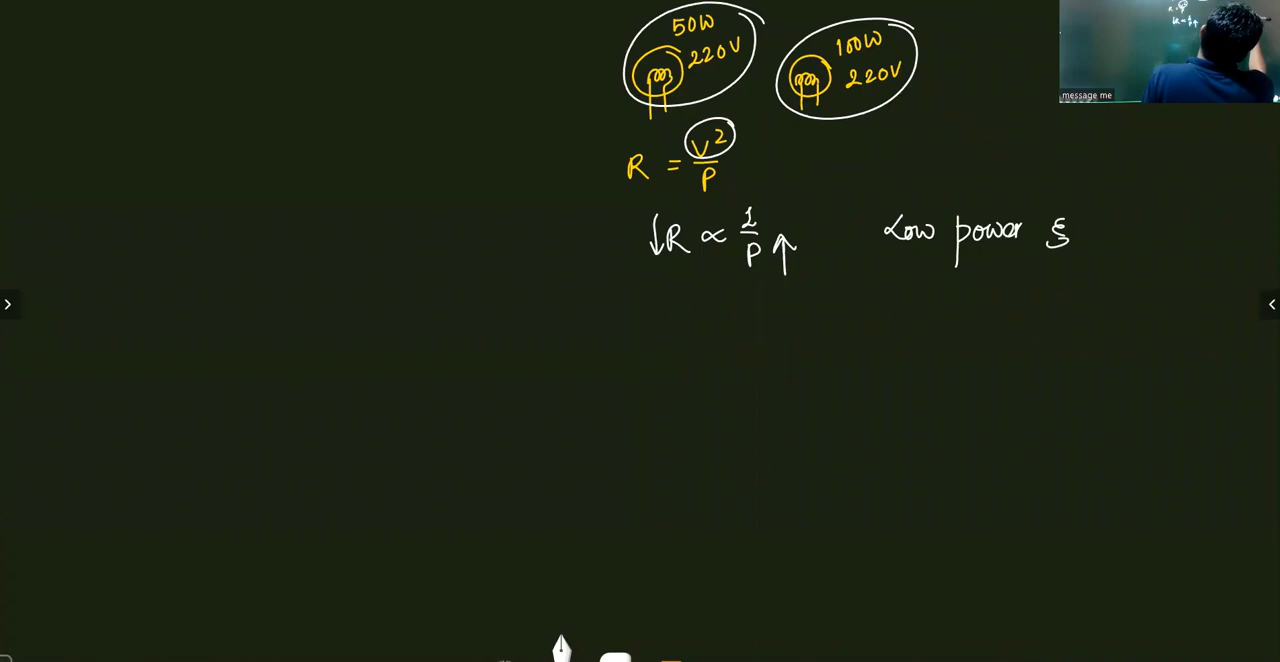 50W
220V
100W
220V
R = V²/P
↓R ∝ 1/P ↑
Low power
message me